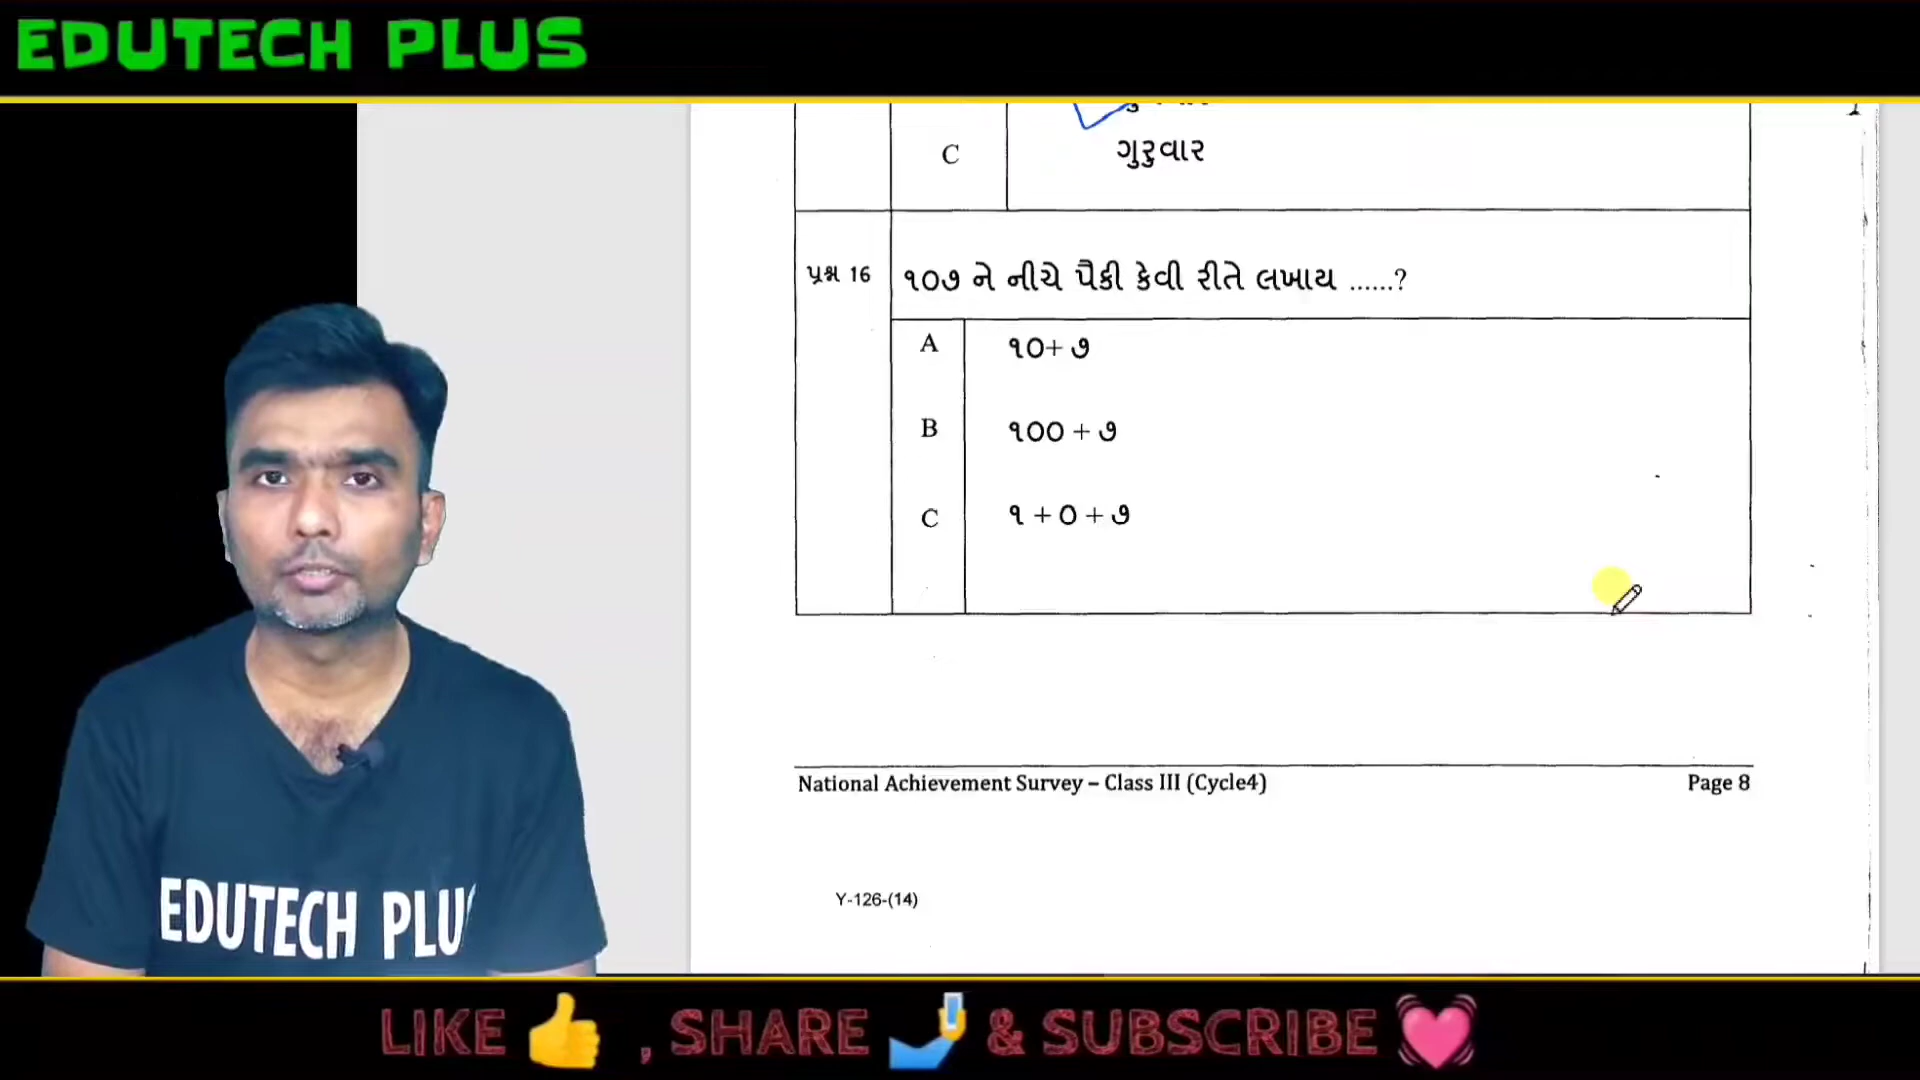 EDUTECH PLUS
C ગુરુવાર
પ્રશ્ન 16 ૧૦૭ ને નીચે પૈકી કેવી રીતે લખાય ......?
A ૧૦+ ૭
B ૧૦૦ + ૭
C ૧ + ૦ + ૭
National Achievement Survey – Class III (Cycle4) Page 8
Y-126-(14)
EDUTECH PLU
LIKE , SHARE & SUBSCRIBE